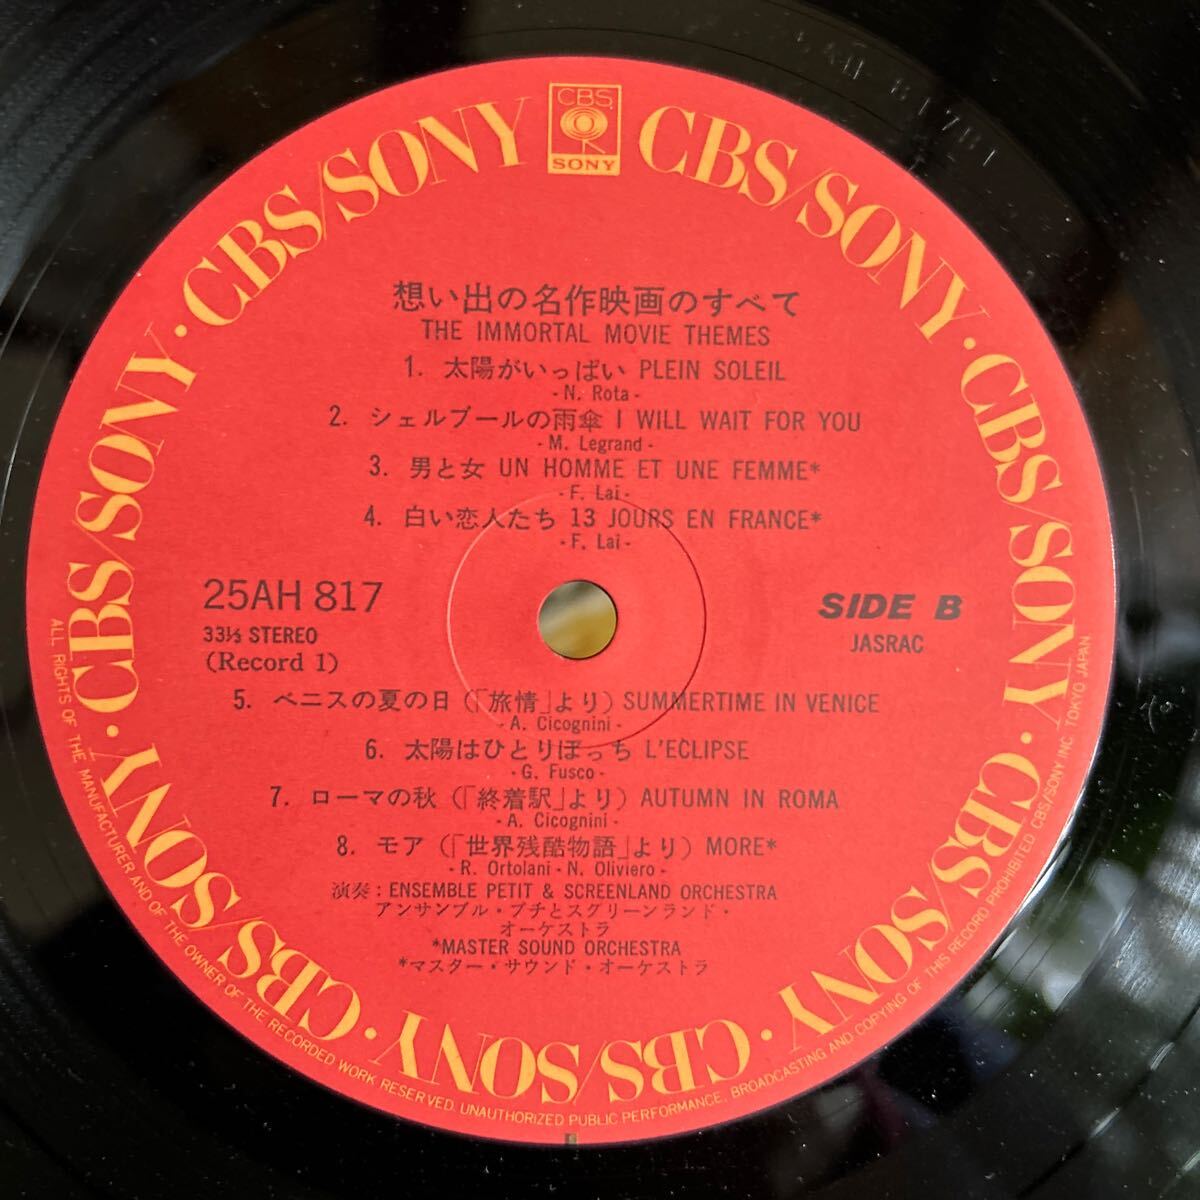 CBS
SONY
CBS/SONY · CBS/SONY · CBS/SONY · CBS/SONY · CBS/SONY · CBS/SONY · CBS/SONY · CBS/SONY
想い出の名作映画のすべて
THE IMMORTAL MOVIE THEMES
1. 太陽がいっぱい PLEIN SOLEIL
- N. Rota -
2. シェルブールの雨傘 I WILL WAIT FOR YOU
- M. Legrand -
3. 男と女 UN HOMME ET UNE FEMME*
- F. Lai -
4. 白い恋人たち 13 JOURS EN FRANCE*
- F. Lai -
25AH 817
33⅓ STEREO
(Record 1)
SIDE B
JASRAC
5. ベニスの夏の日(「旅情」より) SUMMERTIME IN VENICE
- A. Cicognini -
6. 太陽はひとりぼっち L'ECLIPSE
- G. Fusco -
7. ローマの秋(「終着駅」より) AUTUMN IN ROMA
- A. Cicognini -
8. モア(「世界残酷物語」より) MORE*
- R. Ortolani - N. Oliviero -
演奏: ENSEMBLE PETIT & SCREENLAND ORCHESTRA
アンサンブル・プチとスクリーンランド・
オーケストラ
*MASTER SOUND ORCHESTRA
*マスター・サウンド・オーケストラ
ALL RIGHTS OF THE MANUFACTURER AND OF THE OWNER OF THE RECORDED WORK RESERVED. UNAUTHORIZED PUBLIC PERFORMANCE, BROADCASTING AND COPYING OF THIS RECORD PROHIBITED CBS/SONY INC. TOKYO JAPAN.